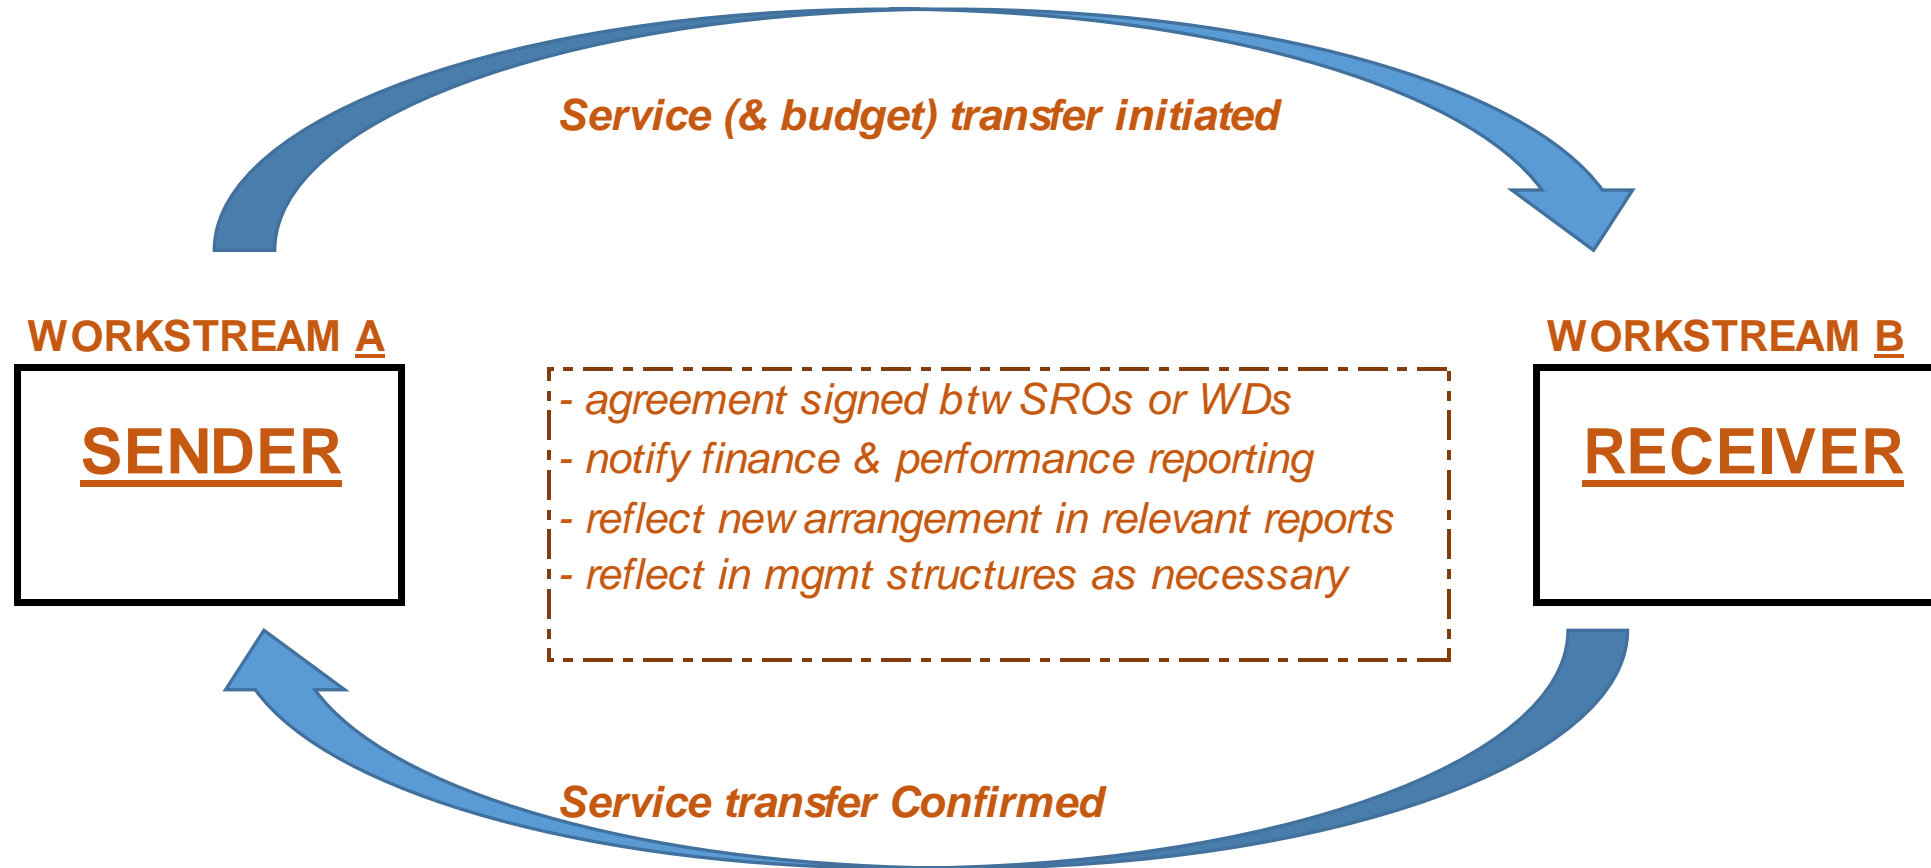 Service (& budget) transfer initiated
WORKSTREAM A
WORKSTREAM B
SENDER
- agreement signed btw SROs or WDs
- notify finance & performance reporting
- reflect new arrangement in relevant reports
- reflect in mgmt structures as necessary
RECEIVER
Service transfer Confirmed